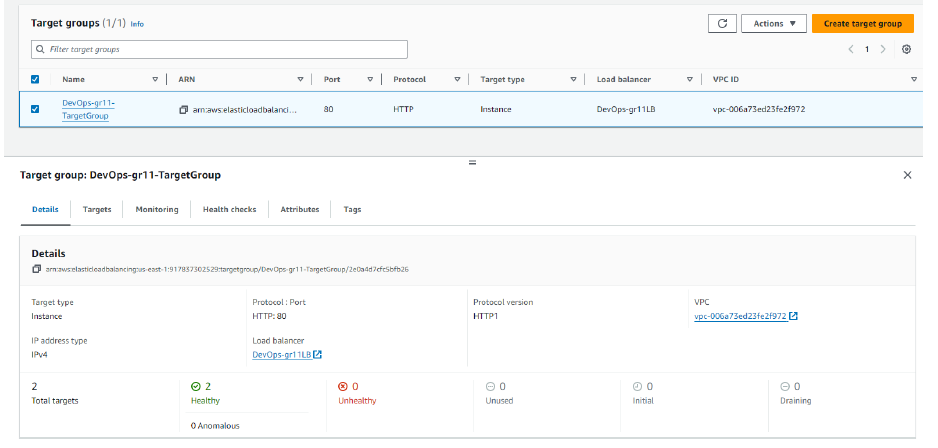 Target groups (1/1) Info
Actions
Create target group
Filter target groups
1
Name ARN Port Protocol Target type Load balancer VPC ID
DevOps-gr11-
TargetGroup
arn:aws:elasticloadbalanci... 80 HTTP Instance DevOps-gr11LB vpc-006a73ed23fe2f972
Target group: DevOps-gr11-TargetGroup
Details Targets Monitoring Health checks Attributes Tags
Details
arn:aws:elasticloadbalancing:us-east-1:917837302529:targetgroup/DevOps-gr11-TargetGroup/2e0a4d7cfc5bfb26
Target type Protocol : Port Protocol version VPC
Instance HTTP: 80 HTTP1 vpc-006a73ed23fe2f972
IP address type Load balancer
IPv4 DevOps-gr11LB
2 2 0 0 0 0
Total targets Healthy Unhealthy Unused Initial Draining
0 Anomalous